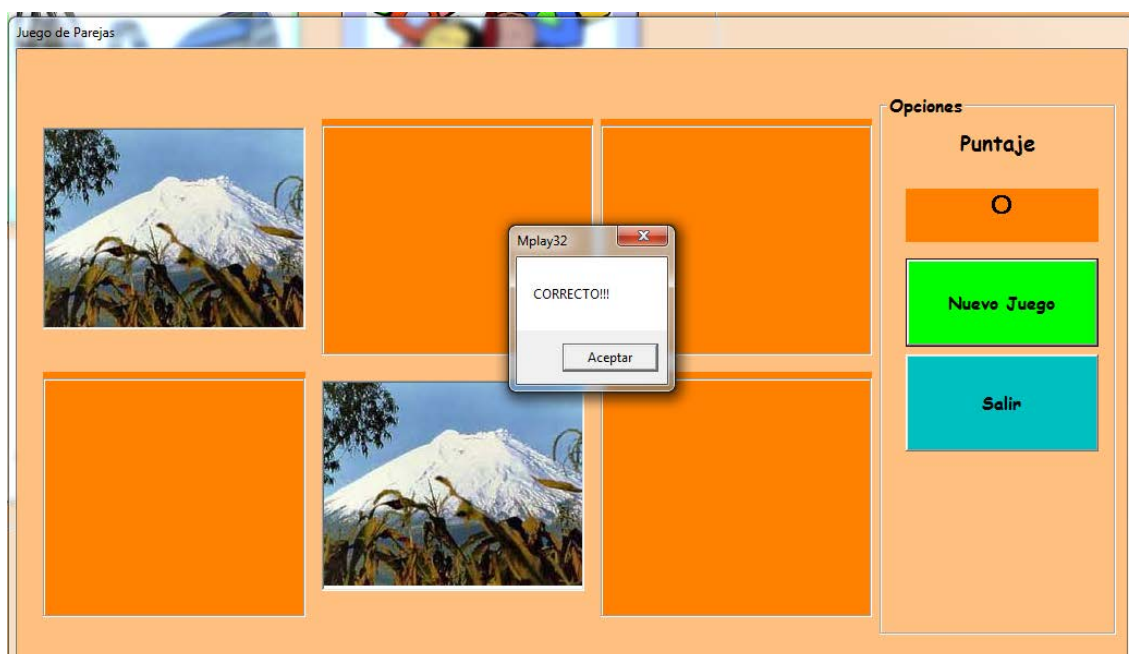 Juego de Parejas
Opciones
Puntaje
0
Mplay32
CORRECTO!!!
Aceptar
Nuevo Juego
Salir